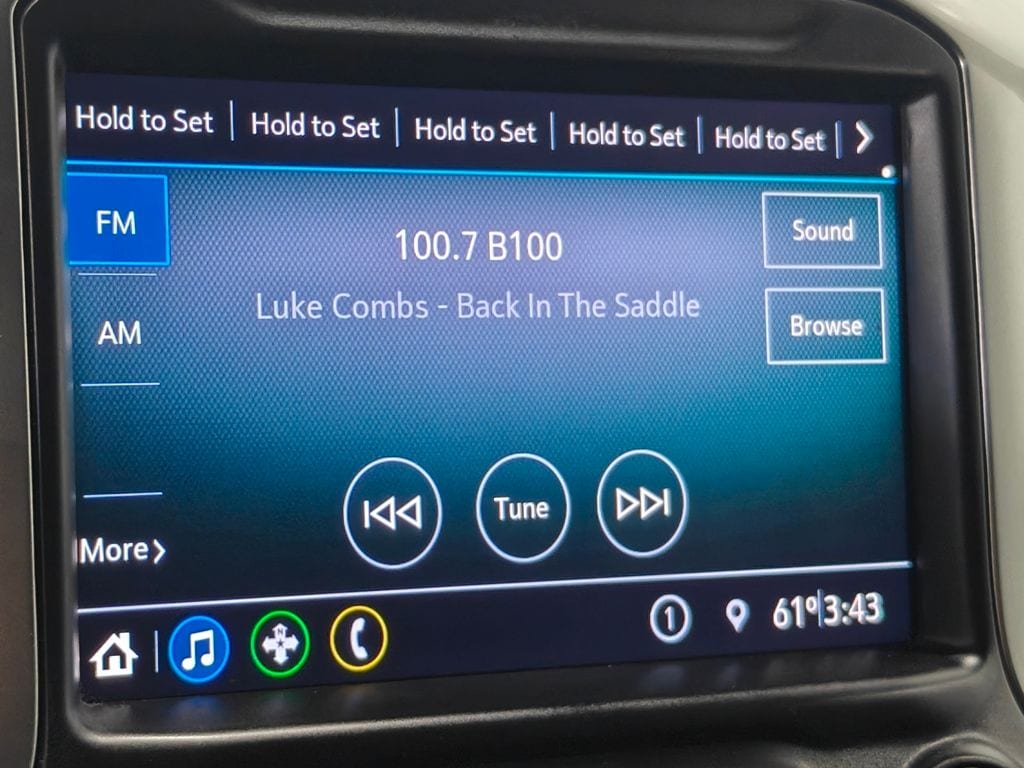 Hold to Set | Hold to Set | Hold to Set | Hold to Set | Hold to Set
FM
Sound
100.7 B100
Luke Combs - Back In The Saddle
Browse
AM
Tune
More
N
1
61° 3:43